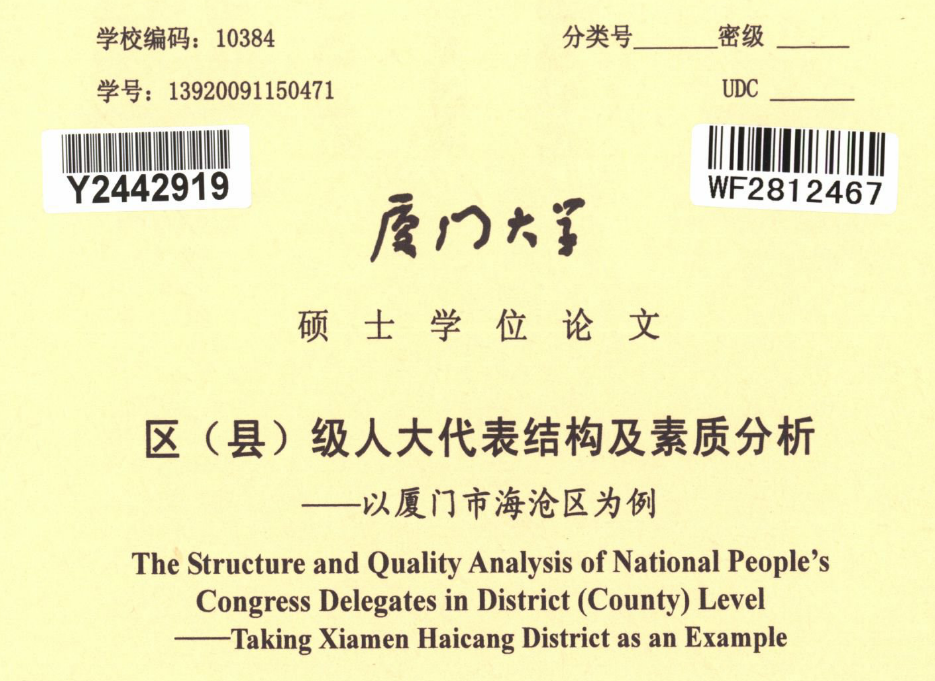 学校编码：10384 分类号______密级 ______
学号：13920091150471 UDC ______
Y2442919 WF2812467
厦门大学
硕士学位论文
区（县）级人大代表结构及素质分析
——以厦门市海沧区为例
The Structure and Quality Analysis of National People's
Congress Delegates in District (County) Level
——Taking Xiamen Haicang District as an Example